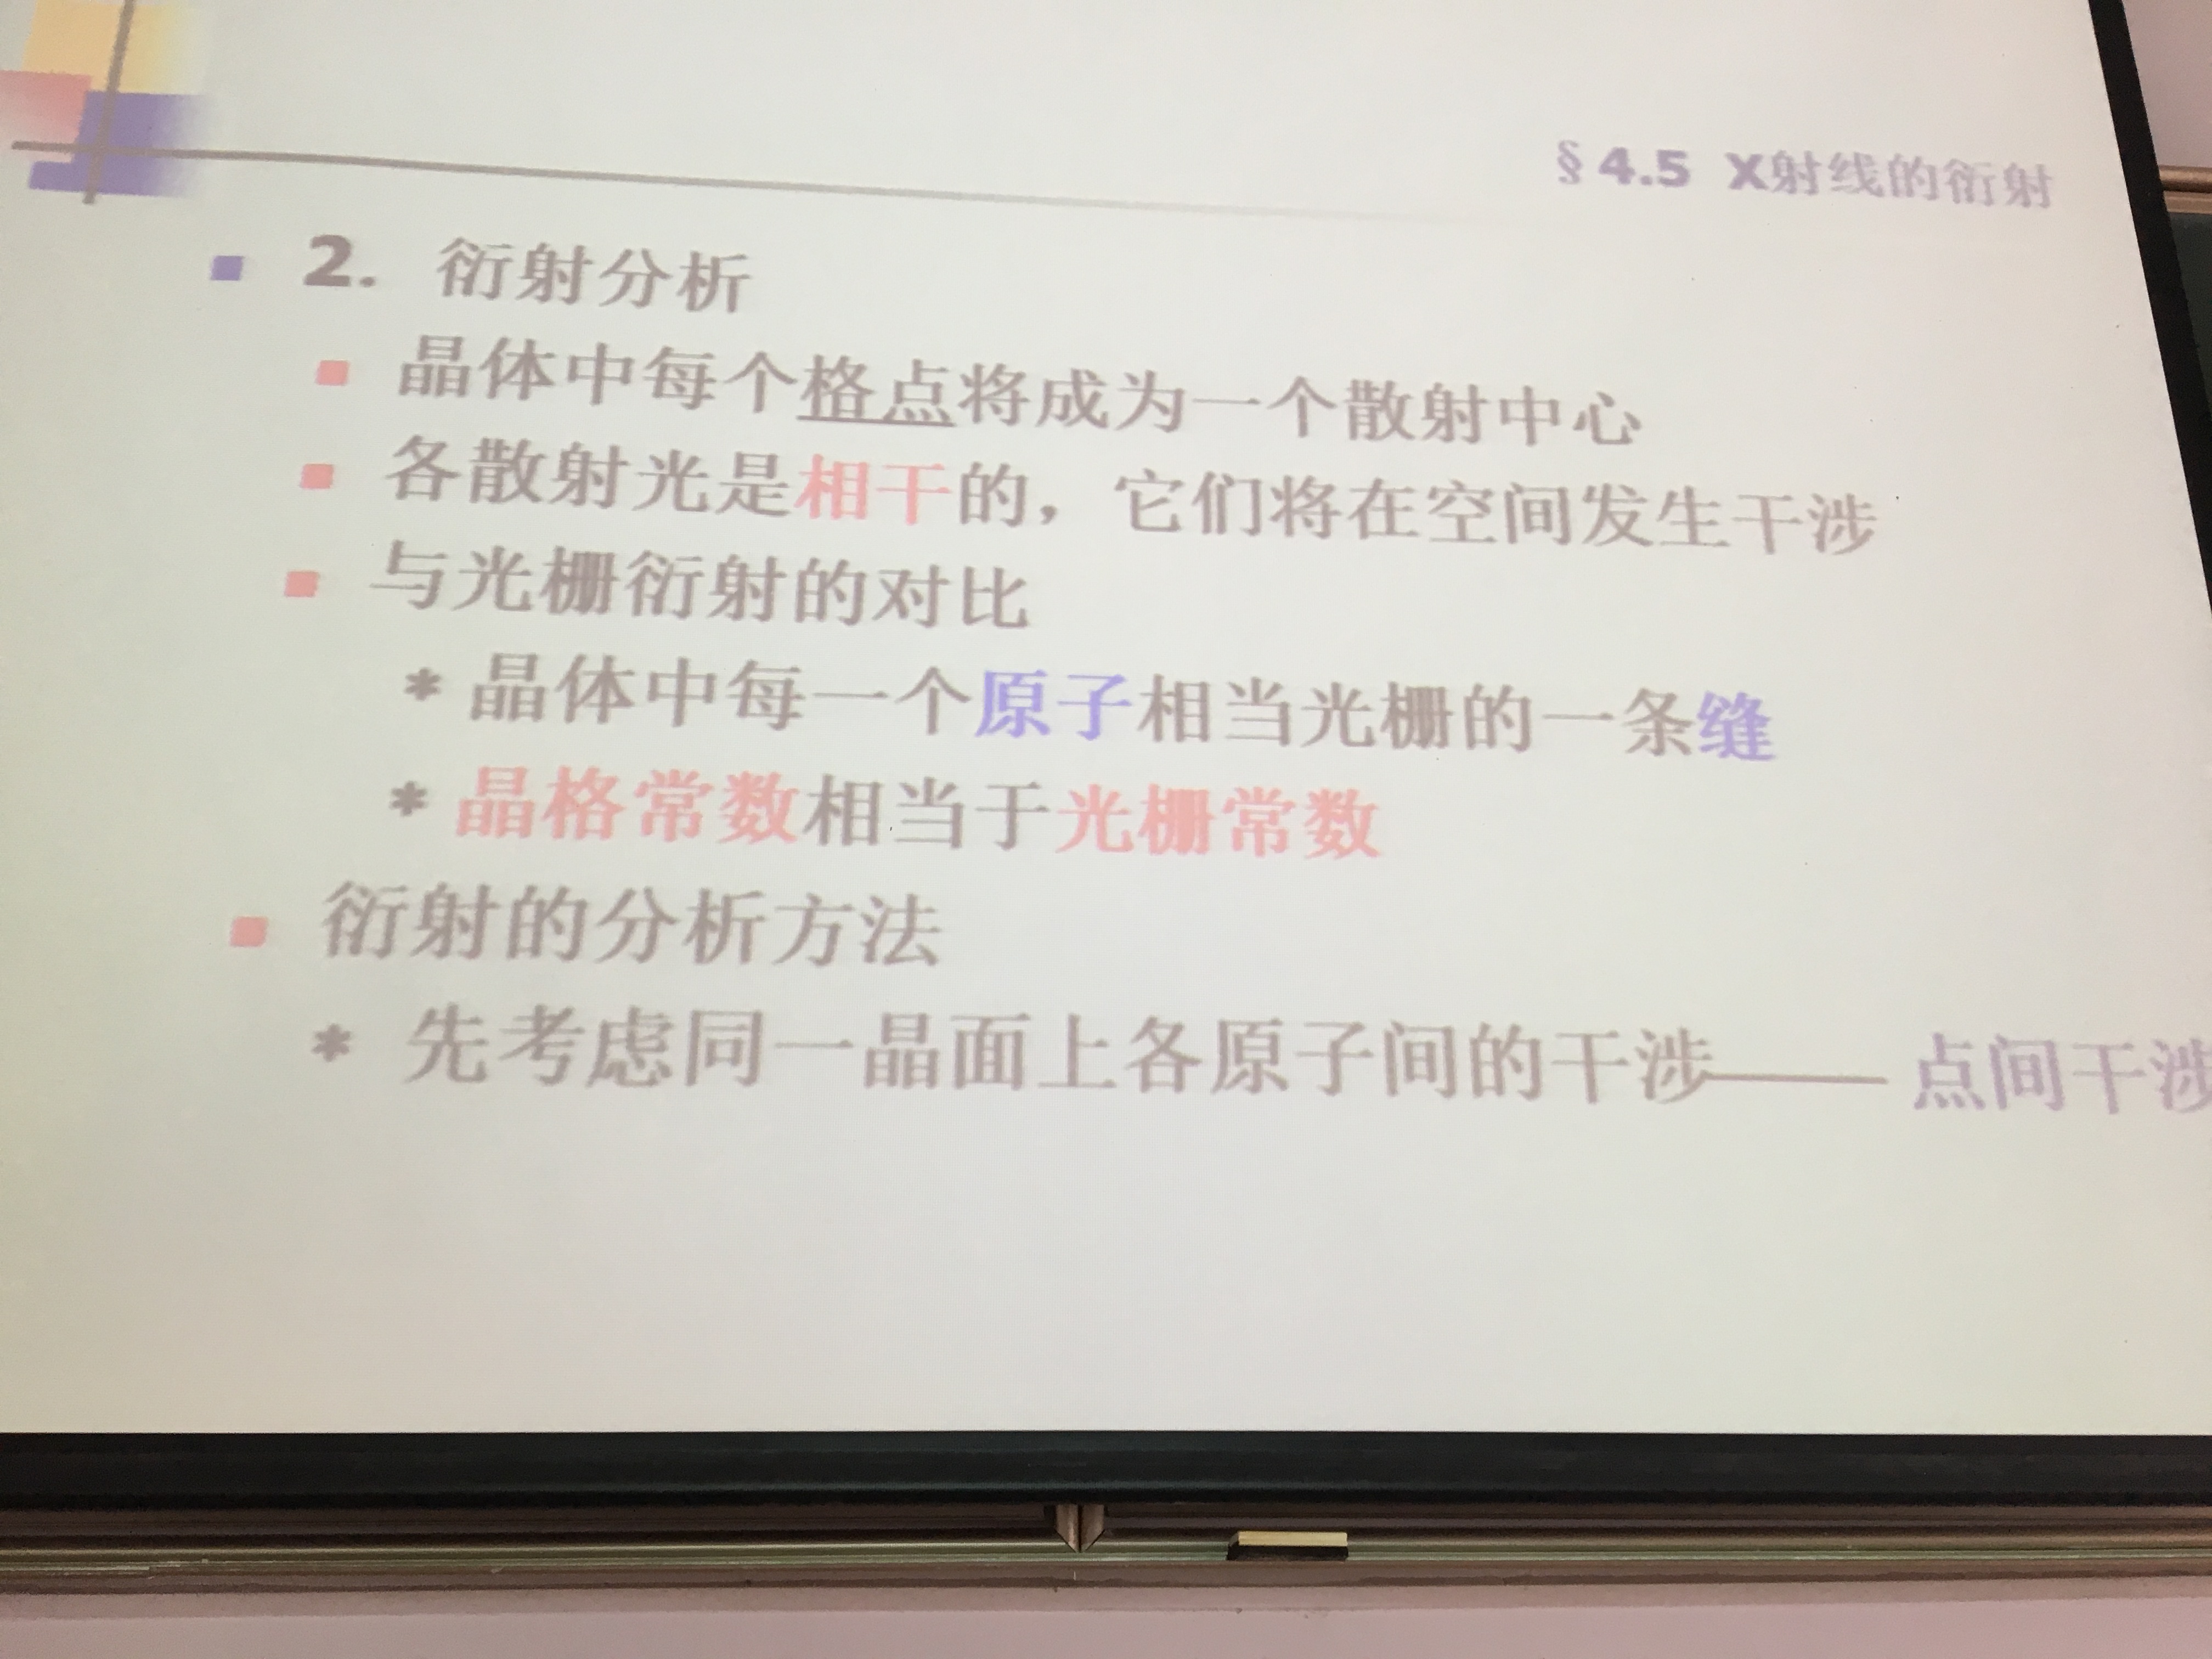 §4.5 X射线的衍射
2. 衍射分析
晶体中每个格点将成为一个散射中心
各散射光是相干的，它们将在空间发生干涉
与光栅衍射的对比
* 晶体中每一个原子相当光栅的一条缝
* 晶格常数相当于光栅常数
衍射的分析方法
* 先考虑同一晶面上各原子间的干涉—— 点间干涉